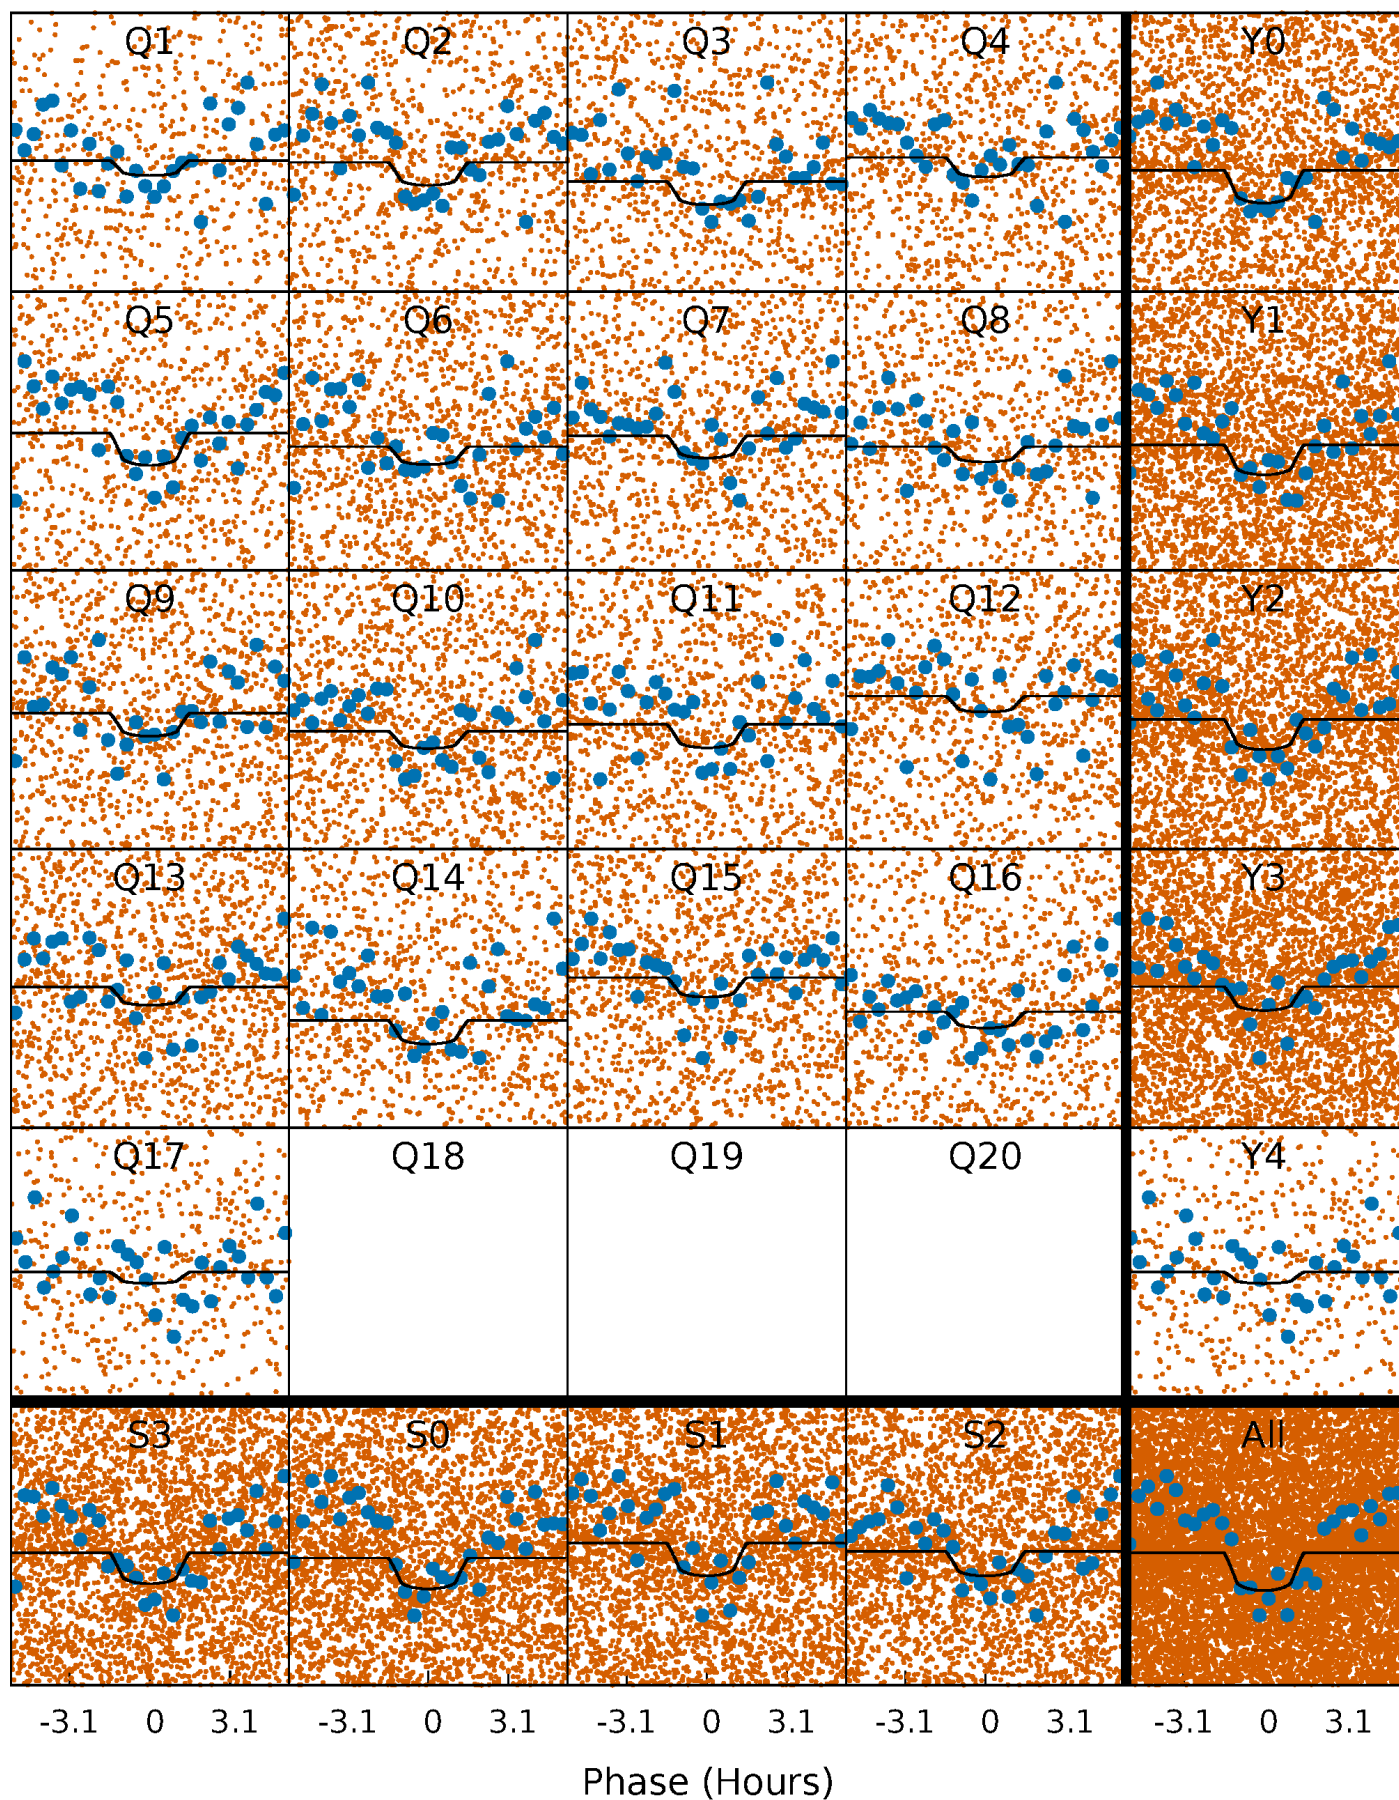 Q1 Q2 Q3 Q4 Y0
Q5 Q6 Q7 Q8 Y1
Q9 Q10 Q11 Q12 Y2
Q13 Q14 Q15 Q16 Y3
Q17 Q18 Q19 Q20 Y4
S3 S0 S1 S2 All
-3.1 0 3.1 -3.1 0 3.1 -3.1 0 3.1 -3.1 0 3.1 -3.1 0 3.1
Phase (Hours)